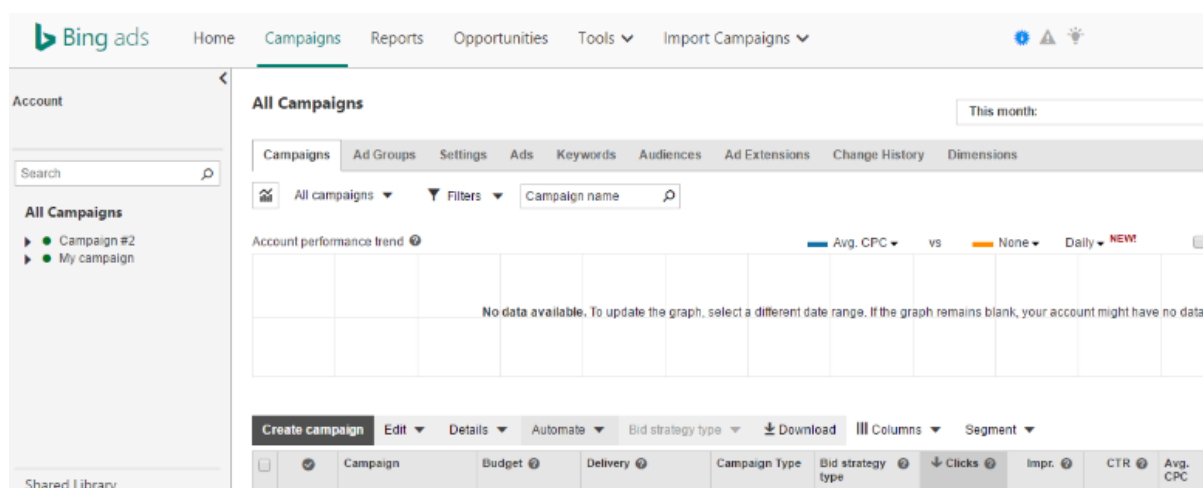 Bing ads Home Campaigns Reports Opportunities Tools Import Campaigns
Account
All Campaigns
This month:
Campaigns Ad Groups Settings Ads Keywords Audiences Ad Extensions Change History Dimensions
Search
All campaigns Filters Campaign name
All Campaigns
Campaign #2
My campaign
Account performance trend
Avg. CPC vs None Daily NEW!
No data available. To update the graph, select a different date range. If the graph remains blank, your account might have no data
Create campaign Edit Details Automate Bid strategy type Download Columns Segment
Campaign Budget Delivery Campaign Type Bid strategy type Clicks Impr. CTR Avg. CPC
Shared Library